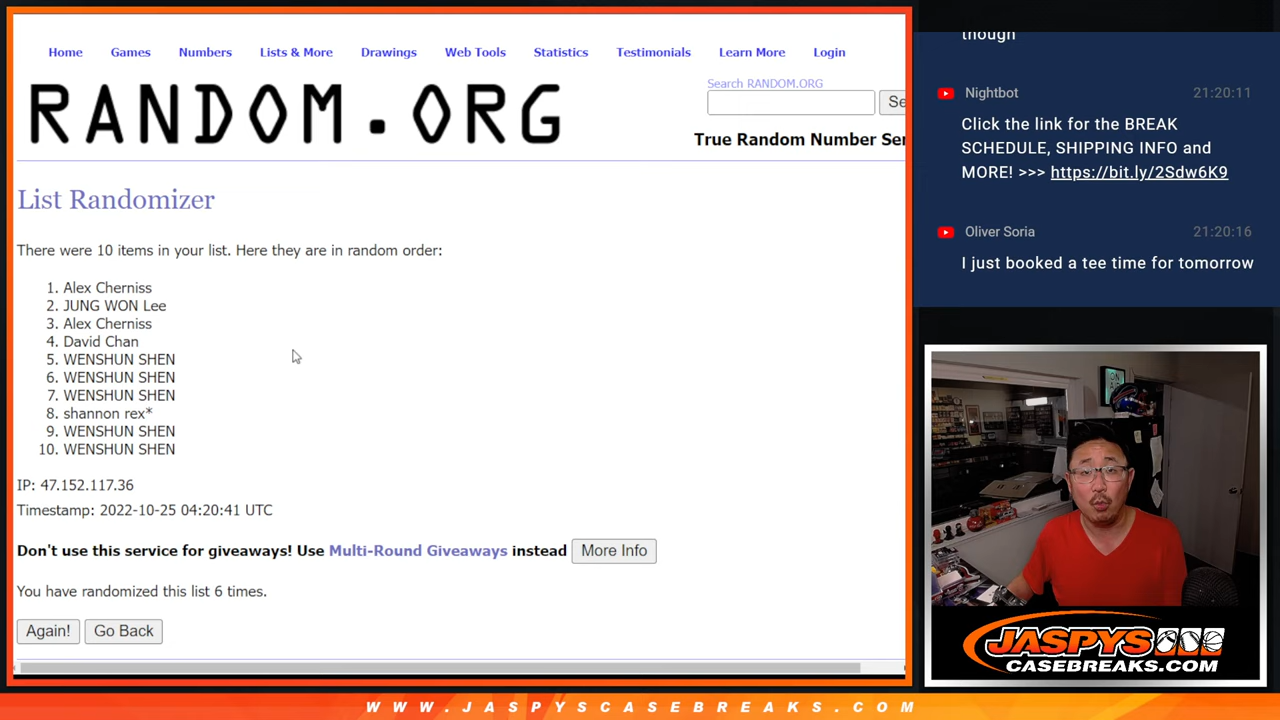 Home Games Numbers Lists & More Drawings Web Tools Statistics Testimonials Learn More Login
RANDOM.ORG
Search RANDOM.ORG
Se
True Random Number Ser
List Randomizer
There were 10 items in your list. Here they are in random order:
1. Alex Cherniss
2. JUNG WON Lee
3. Alex Cherniss
4. David Chan
5. WENSHUN SHEN
6. WENSHUN SHEN
7. WENSHUN SHEN
8. shannon rex*
9. WENSHUN SHEN
10. WENSHUN SHEN
IP: 47.152.117.36
Timestamp: 2022-10-25 04:20:41 UTC
Don't use this service for giveaways! Use Multi-Round Giveaways instead More Info
You have randomized this list 6 times.
Again! Go Back
though
Nightbot 21:20:11
Click the link for the BREAK
SCHEDULE, SHIPPING INFO and
MORE! >>> https://bit.ly/2Sdw6K9
Oliver Soria 21:20:16
I just booked a tee time for tomorrow
JASPYS
CASEBREAKS.COM
WWW.JASPYSCASEBREAKS.COM